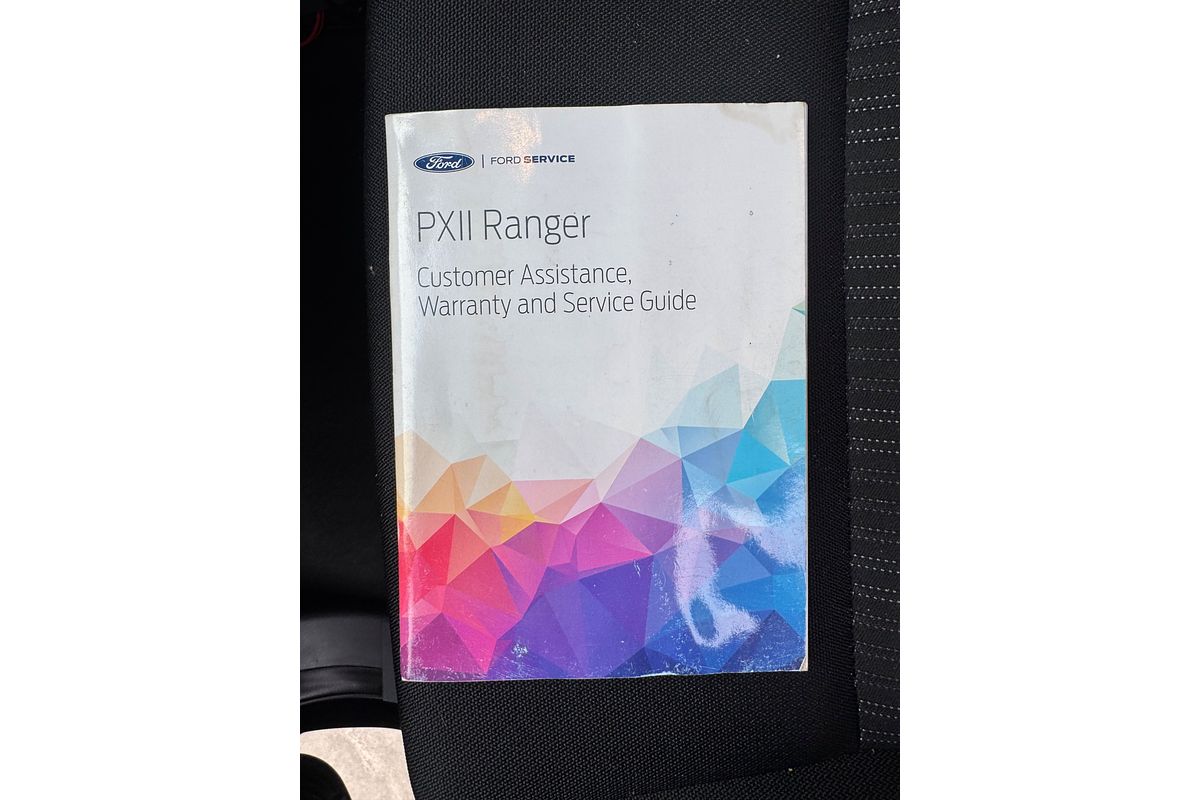 Ford | FORD SERVICE
PXII Ranger
Customer Assistance,
Warranty and Service Guide